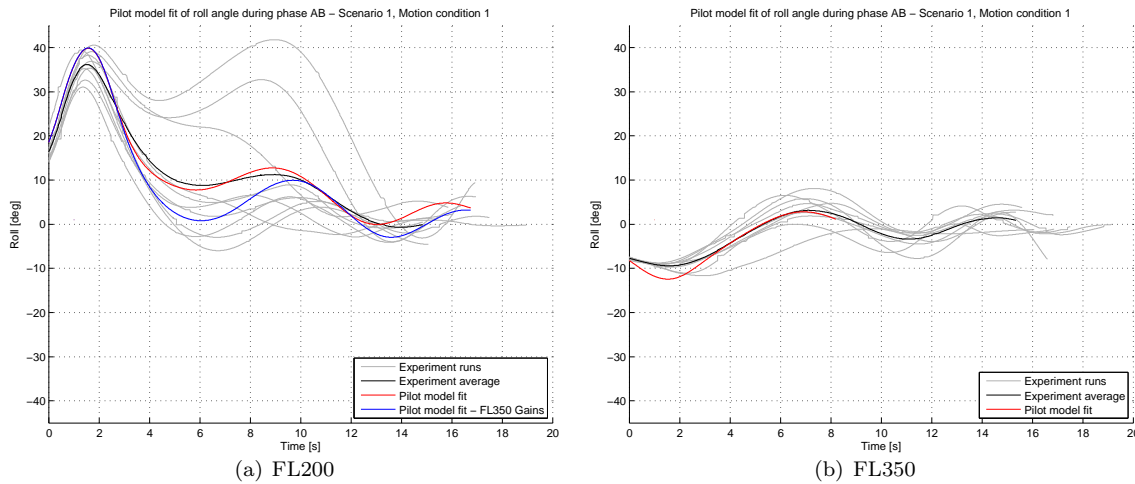 Pilot model fit of roll angle during phase AB − Scenario 1, Motion condition 1
40
30
20
10
0
−10
−20
−30
−40
Roll [deg]
0 2 4 6 8 10 12 14 16 18 20
Time [s]
Experiment runs
Experiment average
Pilot model fit
Pilot model fit − FL350 Gains
(a) FL200
Pilot model fit of roll angle during phase AB − Scenario 1, Motion condition 1
40
30
20
10
0
−10
−20
−30
−40
Roll [deg]
0 2 4 6 8 10 12 14 16 18 20
Time [s]
Experiment runs
Experiment average
Pilot model fit
(b) FL350